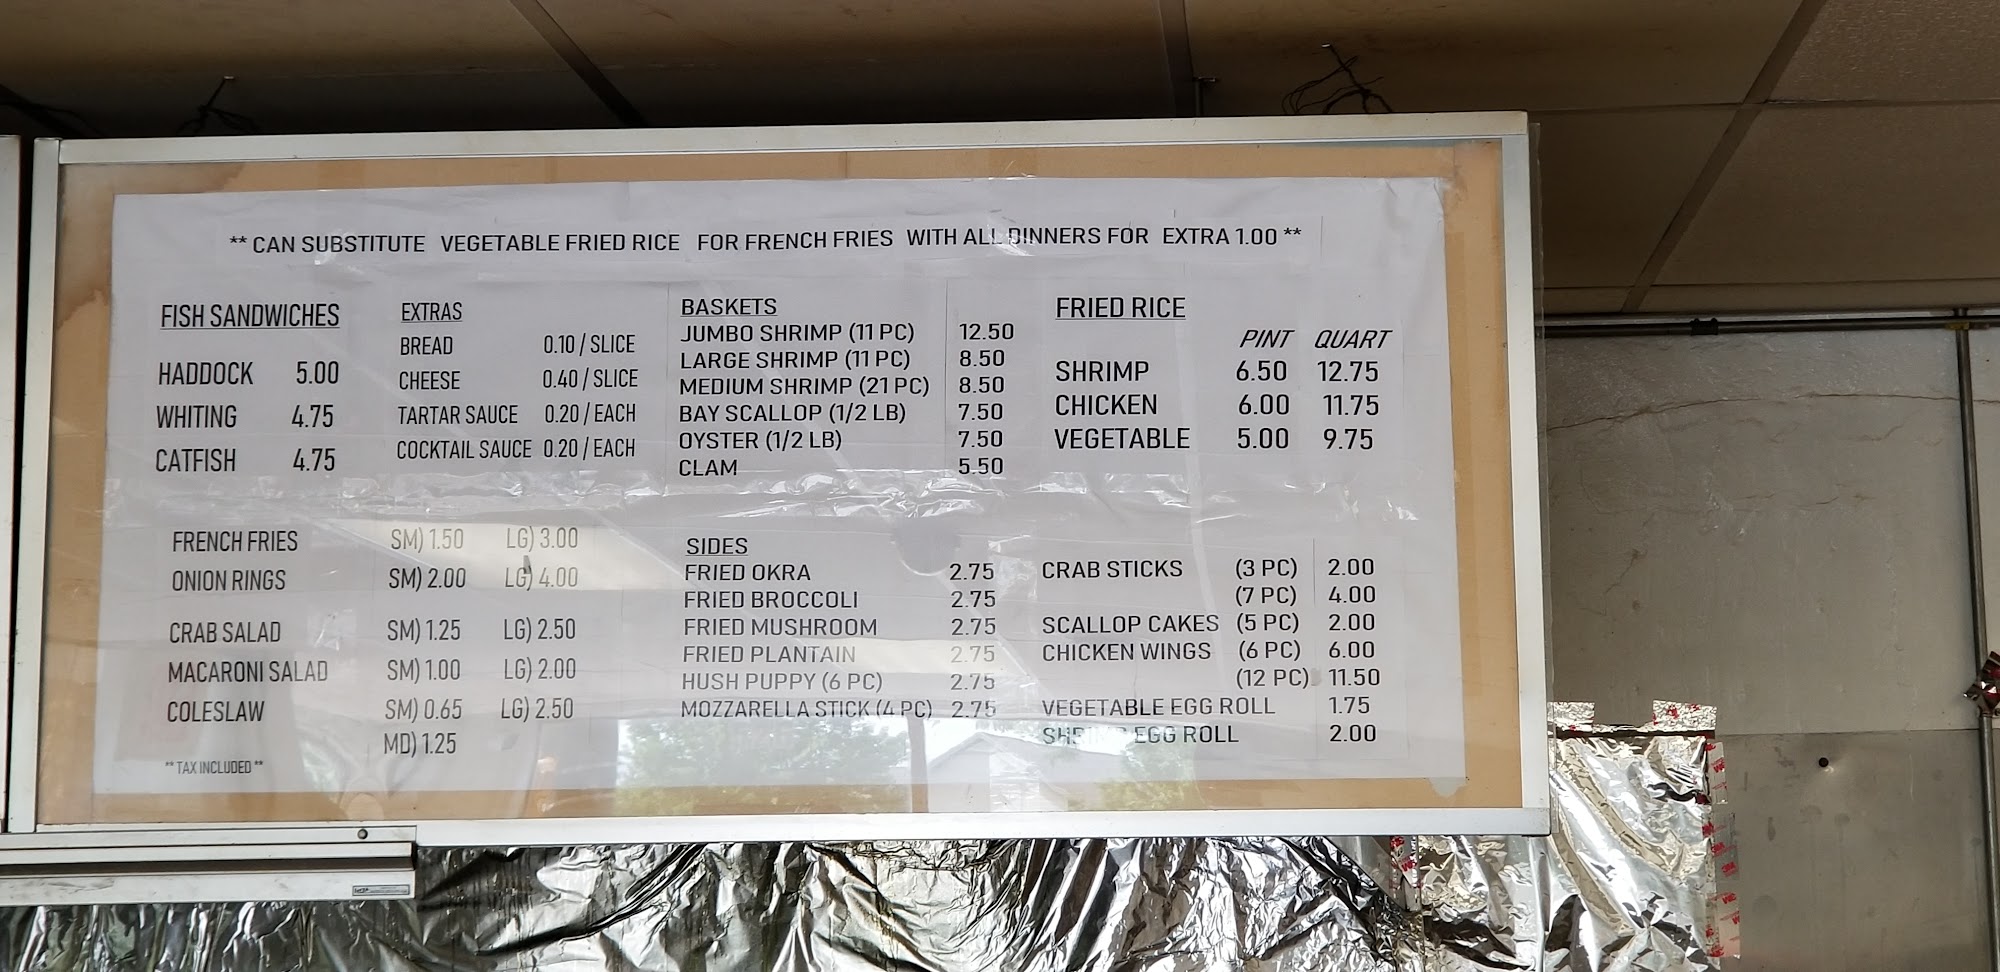 ** CAN SUBSTITUTE VEGETABLE FRIED RICE FOR FRENCH FRIES WITH ALL DINNERS FOR EXTRA 1.00 **
FISH SANDWICHES
HADDOCK 5.00
WHITING 4.75
CATFISH 4.75
EXTRAS
BREAD 0.10 / SLICE
CHEESE 0.40 / SLICE
TARTAR SAUCE 0.20 / EACH
COCKTAIL SAUCE 0.20 / EACH
BASKETS
JUMBO SHRIMP (11 PC) 12.50
LARGE SHRIMP (11 PC) 8.50
MEDIUM SHRIMP (21 PC) 8.50
BAY SCALLOP (1/2 LB) 7.50
OYSTER (1/2 LB) 7.50
CLAM 5.50
FRIED RICE
PINT QUART
SHRIMP 6.50 12.75
CHICKEN 6.00 11.75
VEGETABLE 5.00 9.75
FRENCH FRIES SM) 1.50 LG) 3.00
ONION RINGS SM) 2.00 LG) 4.00
CRAB SALAD SM) 1.25 LG) 2.50
MACARONI SALAD SM) 1.00 LG) 2.00
COLESLAW SM) 0.65 LG) 2.50
MD) 1.25
** TAX INCLUDED **
SIDES
FRIED OKRA 2.75
FRIED BROCCOLI 2.75
FRIED MUSHROOM 2.75
FRIED PLANTAIN 2.75
HUSH PUPPY (6 PC) 2.75
MOZZARELLA STICK (4 PC) 2.75
CRAB STICKS (3 PC) 2.00
(7 PC) 4.00
SCALLOP CAKES (5 PC) 2.00
CHICKEN WINGS (6 PC) 6.00
(12 PC) 11.50
VEGETABLE EGG ROLL 1.75
SHRIMP EGG ROLL 2.00